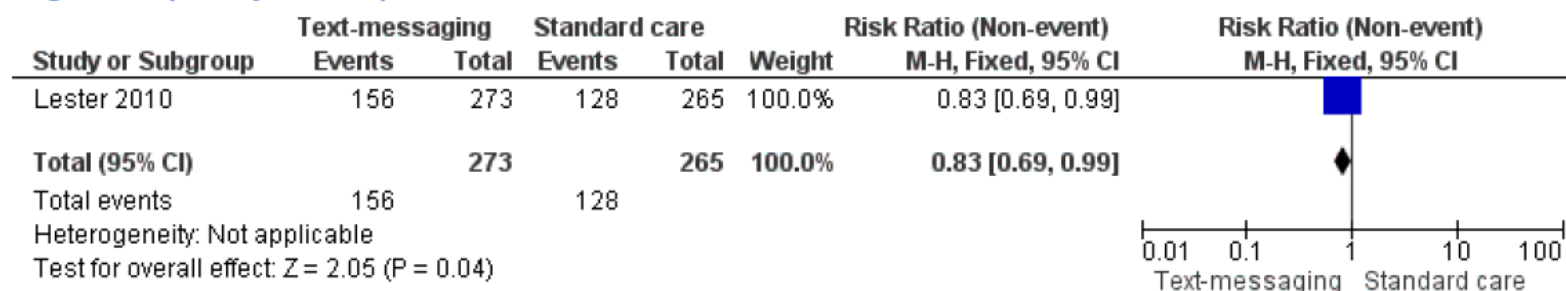 Text-messaging Standard care Risk Ratio (Non-event) Risk Ratio (Non-event)
Study or Subgroup Events Total Events Total Weight M-H, Fixed, 95% CI M-H, Fixed, 95% CI
Lester 2010 156 273 128 265 100.0% 0.83 [0.69, 0.99]
Total (95% CI) 273 265 100.0% 0.83 [0.69, 0.99]
Total events 156 128
Heterogeneity: Not applicable
Test for overall effect: Z = 2.05 (P = 0.04)
0.01 0.1 1 10 100
Text-messaging Standard care